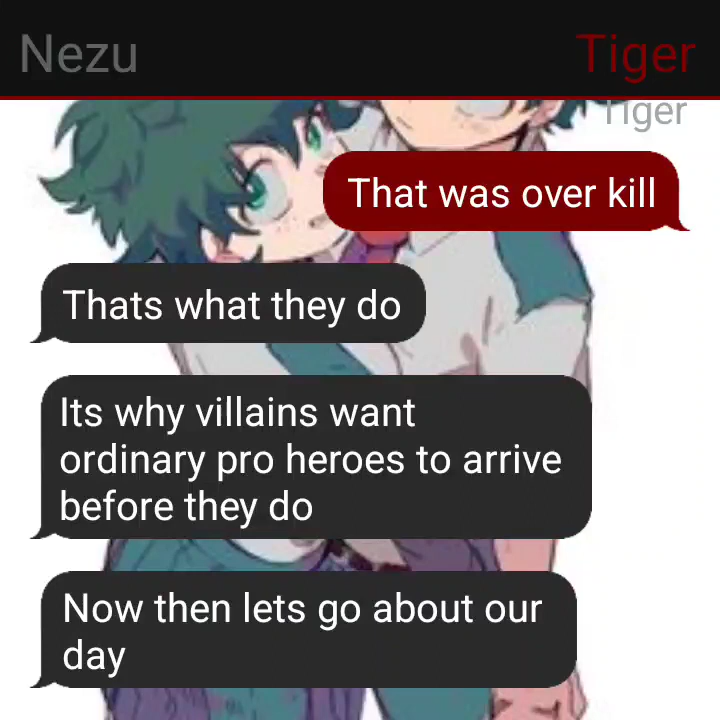 Nezu Tiger
Tiger
That was over kill
Thats what they do
Its why villains want
ordinary pro heroes to arrive
before they do
Now then lets go about our
day